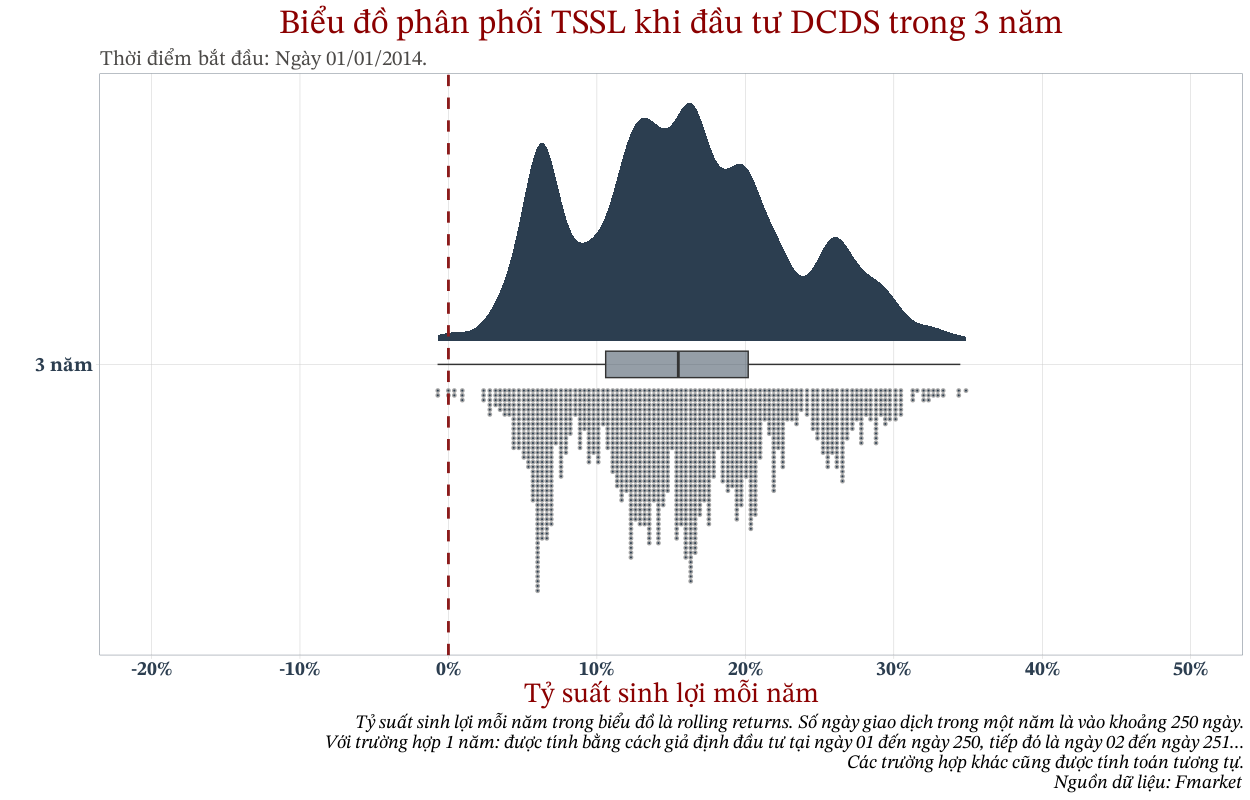 Biểu đồ phân phối TSSL khi đầu tư DCDS trong 3 năm
Thời điểm bắt đầu: Ngày 01/01/2014.
3 năm
-20% -10% 0% 10% 20% 30% 40% 50%
Tỷ suất sinh lợi mỗi năm
Tỷ suất sinh lợi mỗi năm trong biểu đồ là rolling returns. Số ngày giao dịch trong một năm là vào khoảng 250 ngày.
Với trường hợp 1 năm: được tính bằng cách giả định đầu tư tại ngày 01 đến ngày 250, tiếp đó là ngày 02 đến ngày 251...
Các trường hợp khác cũng được tính toán tương tự.
Nguồn dữ liệu: Fmarket